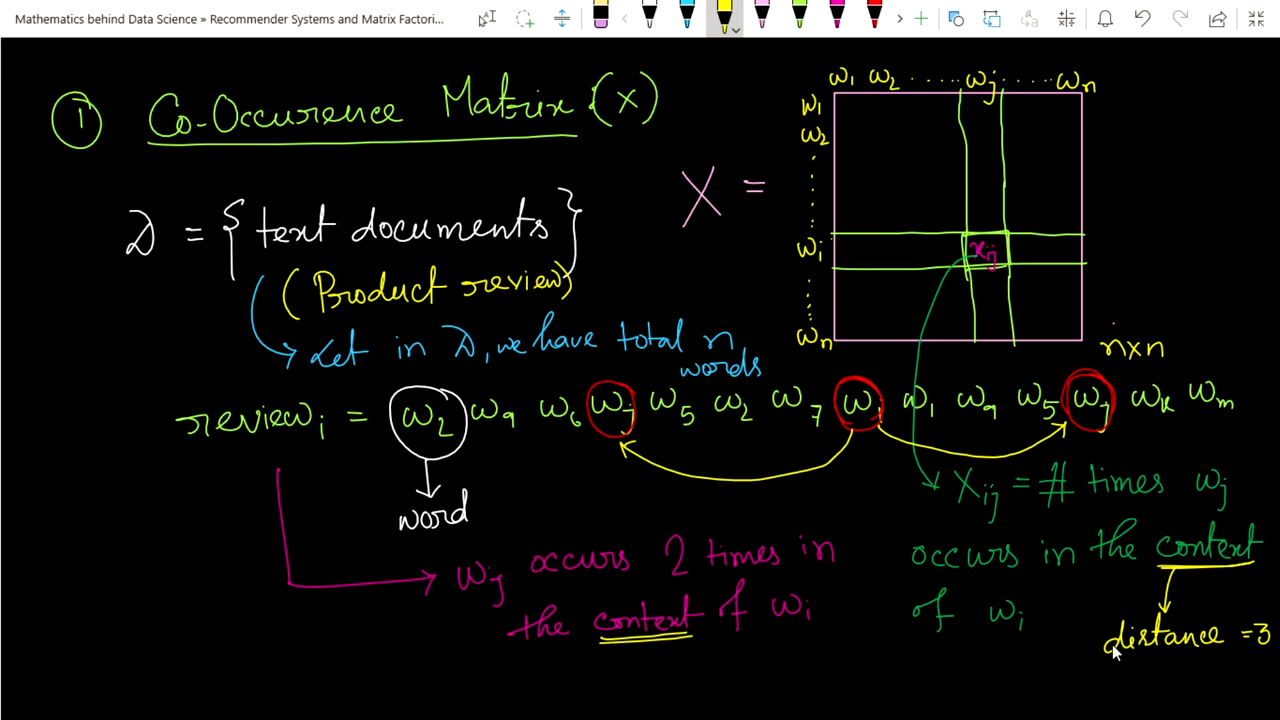 Mathematics behind Data Science » Recommender Systems and Matrix Factori...
① Co-Occurence Matrix (X)
D = { text documents }
(Product review)
→ Let in D, we have total n words
X =
w1 w2 ...... wj ...... wn
w1
w2
wi
xij
wn
n×n
reviewi = w2 w9 w6 wj w5 w2 w7 wi w1 w9 w5 wj wk wm
word
Xij = # times wj
occurs in the context
of wi
distance =3
wj occurs 2 times in
the context of wi